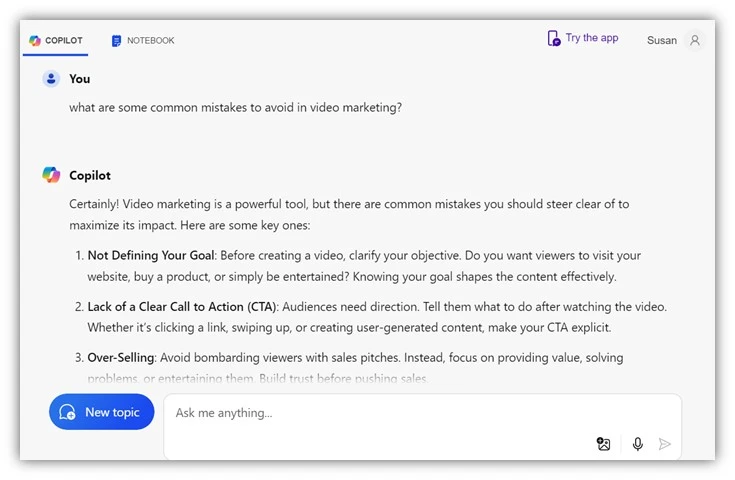 COPILOT NOTEBOOK Try the app Susan
You
what are some common mistakes to avoid in video marketing?
Copilot
Certainly! Video marketing is a powerful tool, but there are common mistakes you should steer clear of to
maximize its impact. Here are some key ones:
1. Not Defining Your Goal: Before creating a video, clarify your objective. Do you want viewers to visit your
website, buy a product, or simply be entertained? Knowing your goal shapes the content effectively.
2. Lack of a Clear Call to Action (CTA): Audiences need direction. Tell them what to do after watching the video.
Whether it’s clicking a link, swiping up, or creating user-generated content, make your CTA explicit.
3. Over-Selling: Avoid bombarding viewers with sales pitches. Instead, focus on providing value, solving
problems, or entertaining them. Build trust before pushing sales.
New topic
Ask me anything...